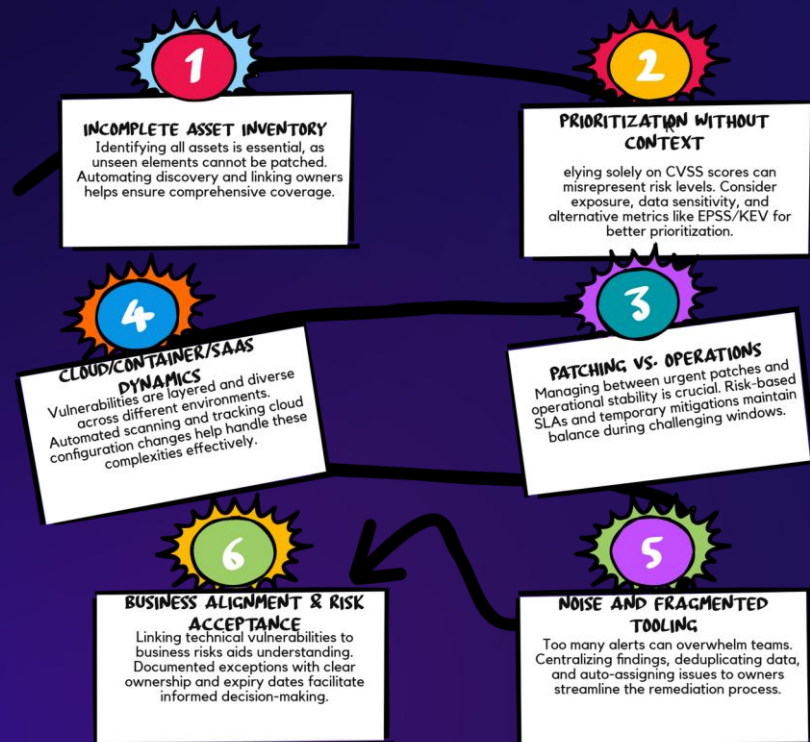 1
INCOMPLETE ASSET INVENTORY
Identifying all assets is essential, as
unseen elements cannot be patched.
Automating discovery and linking owners
helps ensure comprehensive coverage.
2
PRIORITIZATION WITHOUT
CONTEXT
elying solely on CVSS scores can
misrepresent risk levels. Consider
exposure, data sensitivity, and
alternative metrics like EPSS/KEV for
better prioritization.
3
PATCHING VS. OPERATIONS
Managing between urgent patches and
operational stability is crucial. Risk-based
SLAs and temporary mitigations maintain
balance during challenging windows.
4
CLOUD/CONTAINER/SAAS
DYNAMICS
Vulnerabilities are layered and diverse
across different environments.
Automated scanning and tracking cloud
configuration changes help handle these
complexities effectively.
5
NOISE AND FRAGMENTED
TOOLING
Too many alerts can overwhelm teams.
Centralizing findings, deduplicating data,
and auto-assigning issues to owners
streamline the remediation process.
6
BUSINESS ALIGNMENT & RISK
ACCEPTANCE
Linking technical vulnerabilities to
business risks aids understanding.
Documented exceptions with clear
ownership and expiry dates facilitate
informed decision-making.